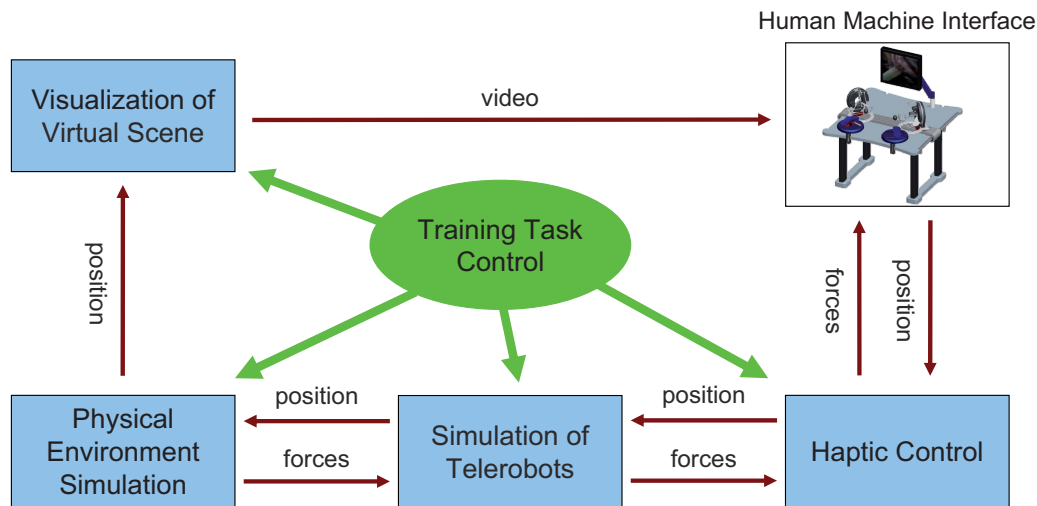 Human Machine Interface
Visualization of
Virtual Scene
video
Training Task
Control
position
forces
position
Physical
Environment
Simulation
position
forces
Simulation of
Telerobots
position
forces
Haptic Control